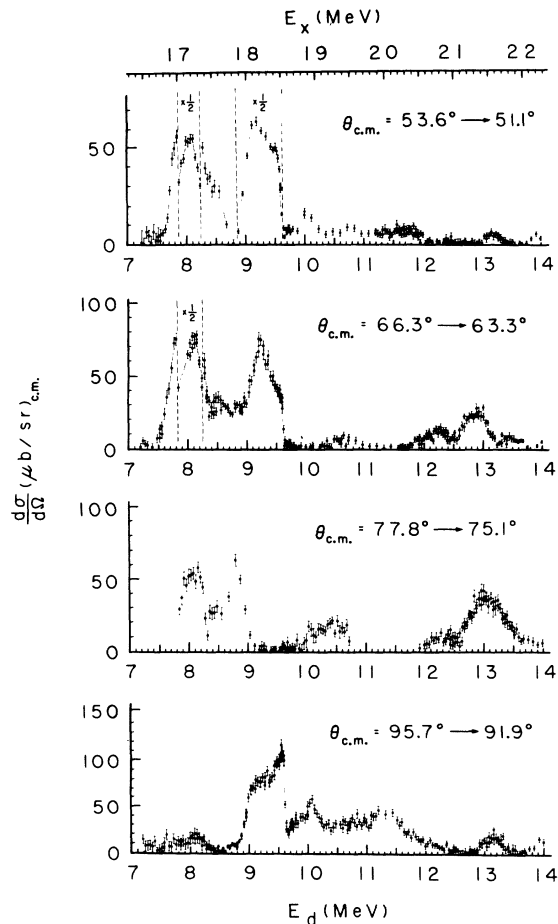 E_x (MeV)
17 18 19 20 21 22
× 1/2 × 1/2
θ_c.m. = 53.6° → 51.1°
50
0
7 8 9 10 11 12 13 14
100
× 1/2
θ_c.m. = 66.3° → 63.3°
50
0
7 8 9 10 11 12 13 14
dσ/dΩ (μb/sr)_c.m.
100
θ_c.m. = 77.8° → 75.1°
50
0
7 8 9 10 11 12 13 14
150
θ_c.m. = 95.7° → 91.9°
100
50
0
7 8 9 10 11 12 13 14
E_d (MeV)